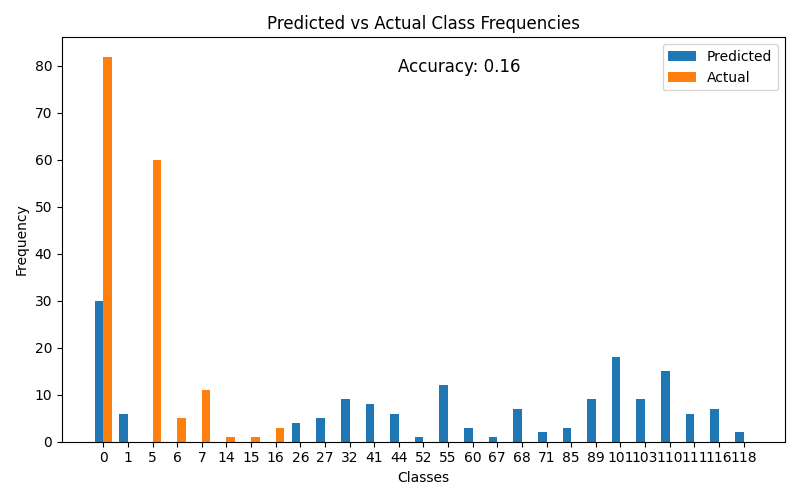 Predicted vs Actual Class Frequencies
Accuracy: 0.16
Predicted
Actual
80
70
60
50
40
30
20
10
0
Frequency
0 1 5 6 7 14 15 16 26 27 32 41 44 52 55 60 67 68 71 85 89 101 103 110 111 116 118
Classes